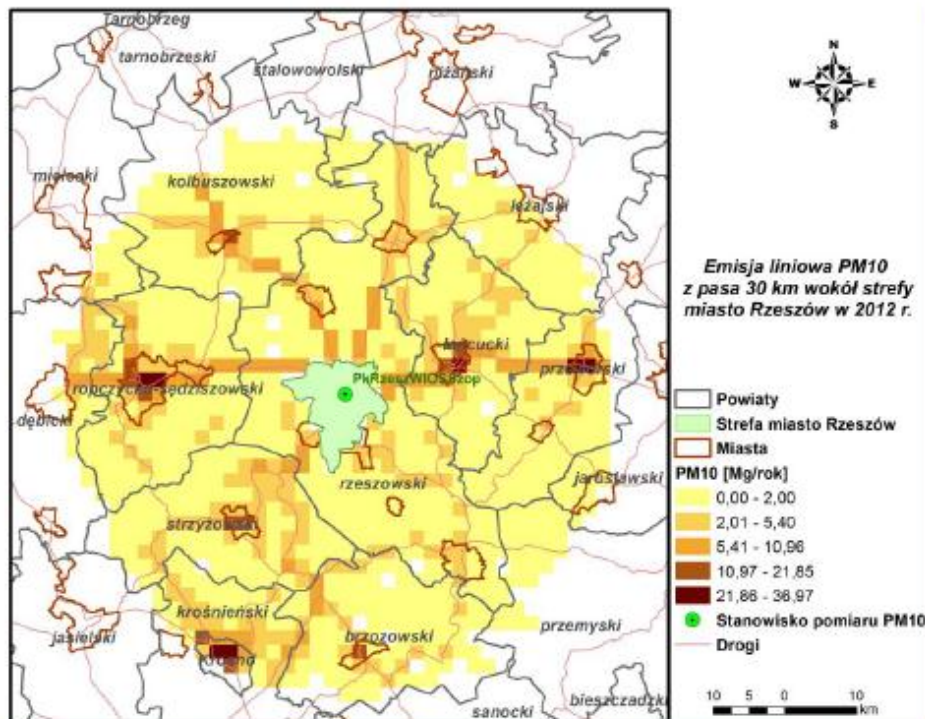 Tarnobrzeg
tarnobrzeski
stalowowolski
niżański
mielecki
kolbuszowski
leżajski
łańcucki
przeworski
PkRzeszWIOSSzop
ropczycko-sędziszowski
dębicki
rzeszowski
jarosławski
strzyżowski
krośnieński
jasielski
Krosno
brzozowski
przemyski
sanocki
bieszczadzki
N
W E
S
Emisja liniowa PM10
z pasa 30 km wokół strefy
miasto Rzeszów w 2012 r.
Powiaty
Strefa miasto Rzeszów
Miasta
PM10 [Mg/rok]
0,00 - 2,00
2,01 - 5,40
5,41 - 10,96
10,97 - 21,85
21,86 - 36,97
Stanowisko pomiaru PM10
Drogi
10 5 0 10
km